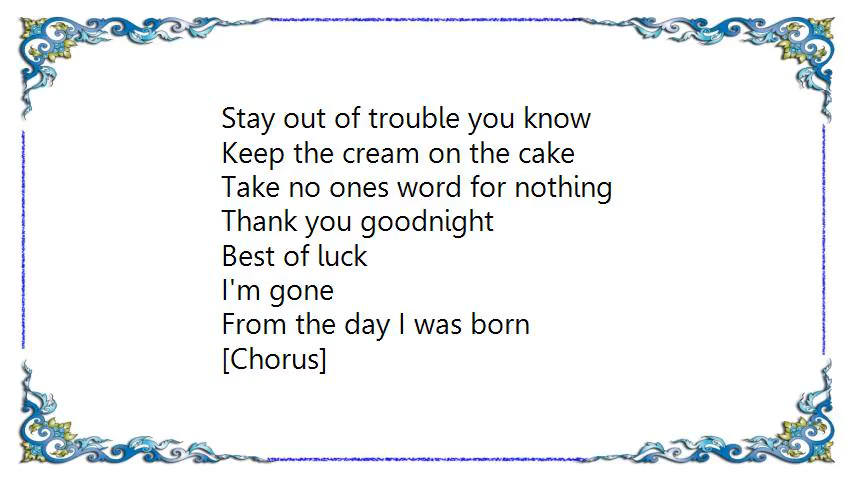 Stay out of trouble you know
Keep the cream on the cake
Take no ones word for nothing
Thank you goodnight
Best of luck
I'm gone
From the day I was born
[Chorus]